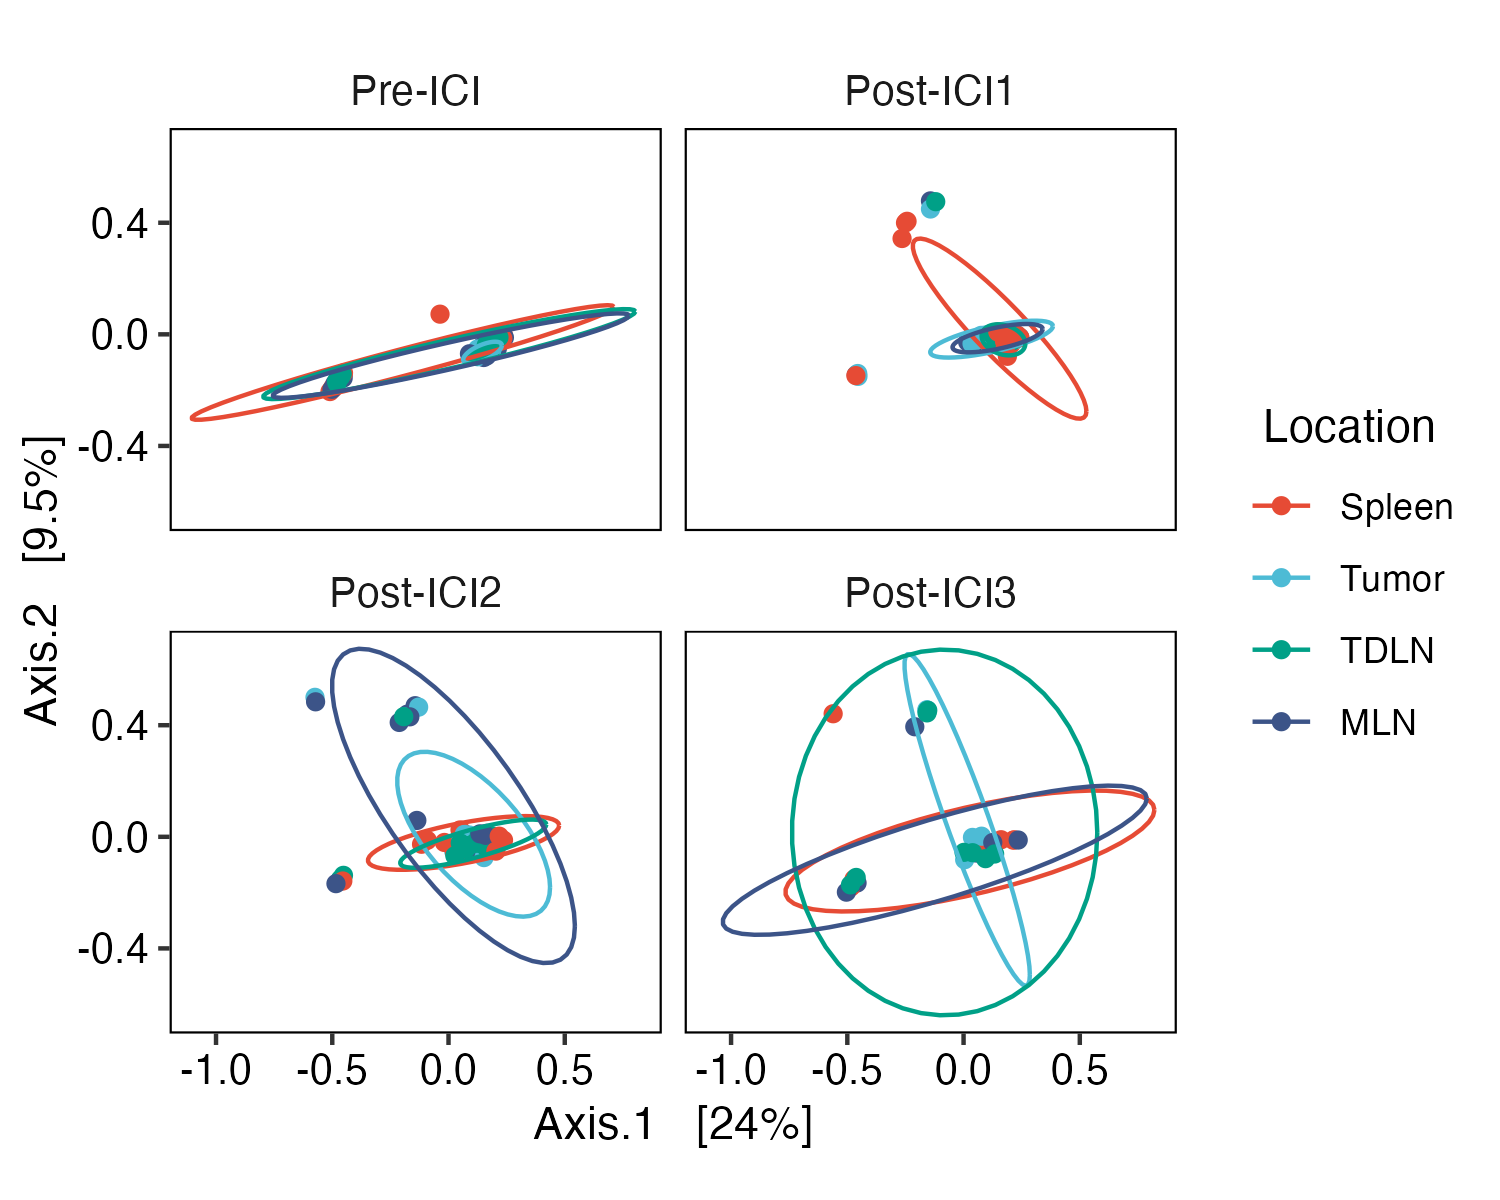 Pre-ICI
Post-ICI1
0.4
0.0
-0.4
Post-ICI2
Post-ICI3
0.4
0.0
-0.4
-1.0
-0.5
0.0
0.5
-1.0
-0.5
0.0
0.5
Axis.1 [24%]
Axis.2 [9.5%]
Location
Spleen
Tumor
TDLN
MLN